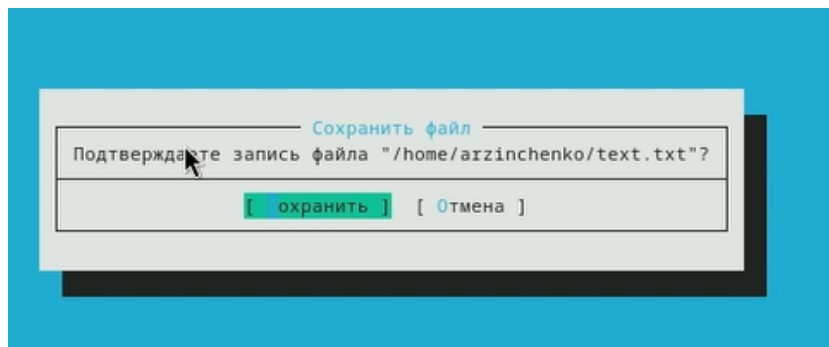 Сохранить файл
Подтверждаете запись файла "/home/arzinchenko/text.txt"?
[ Сохранить ] [ Отмена ]